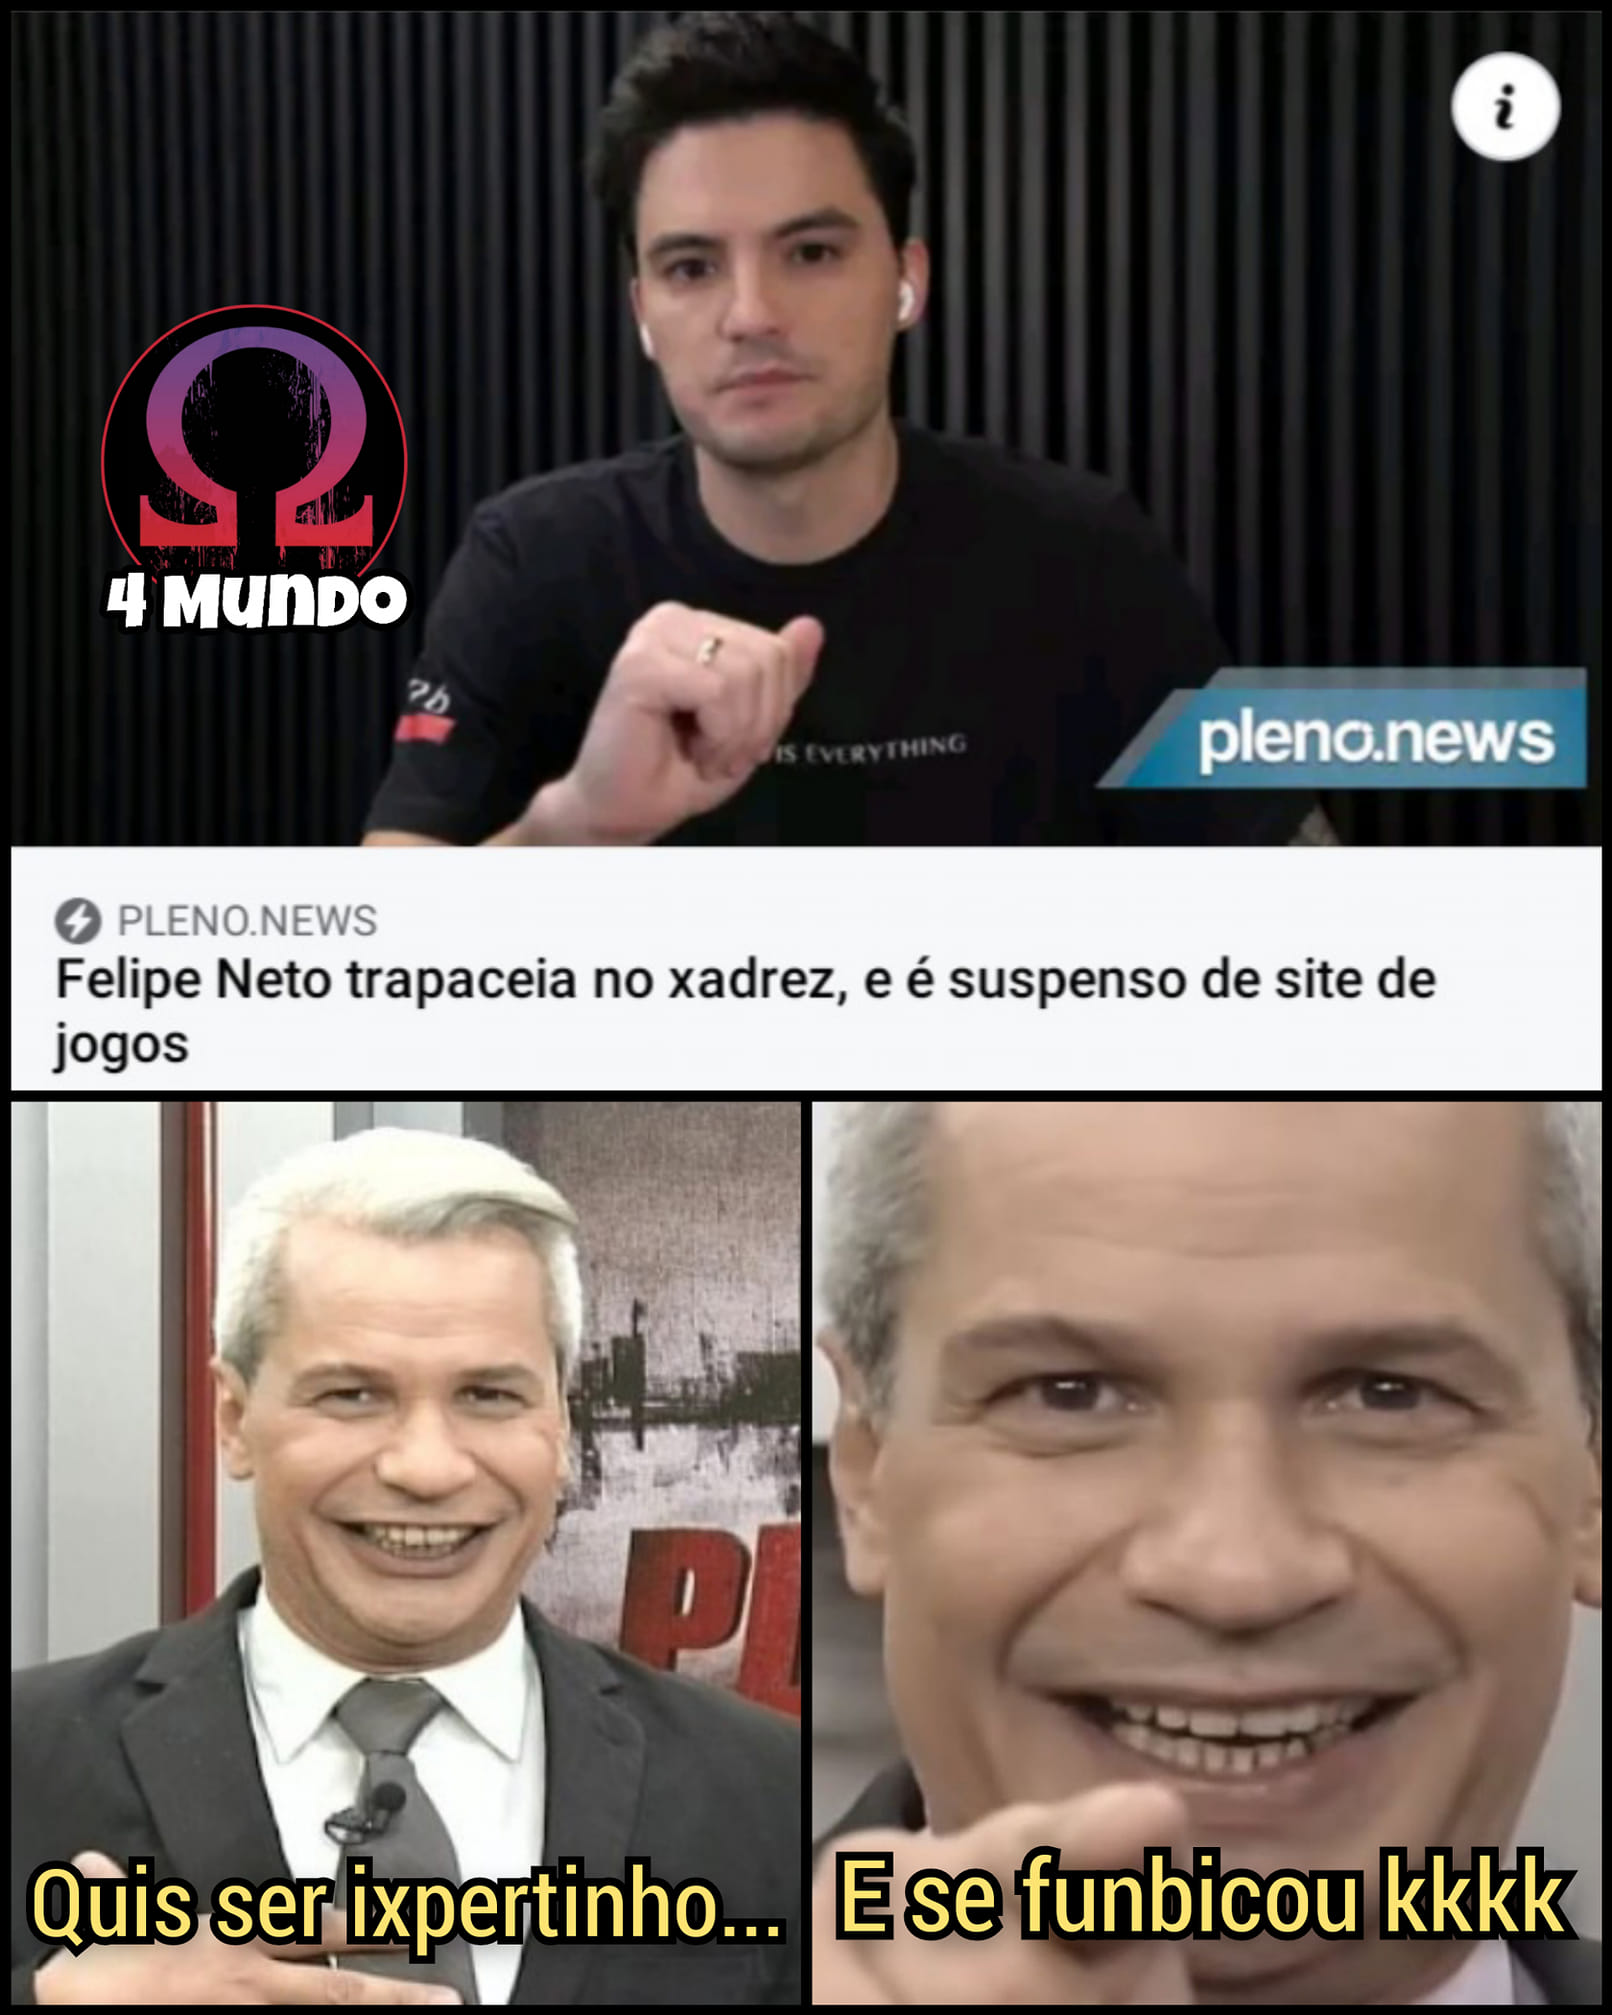 i
4 MUNDO
?b
IS EVERYTHING
pleno.news
PLENO.NEWS
Felipe Neto trapaceia no xadrez, e é suspenso de site de
jogos
Quis ser ixpertinho...
E se funbicou kkkk